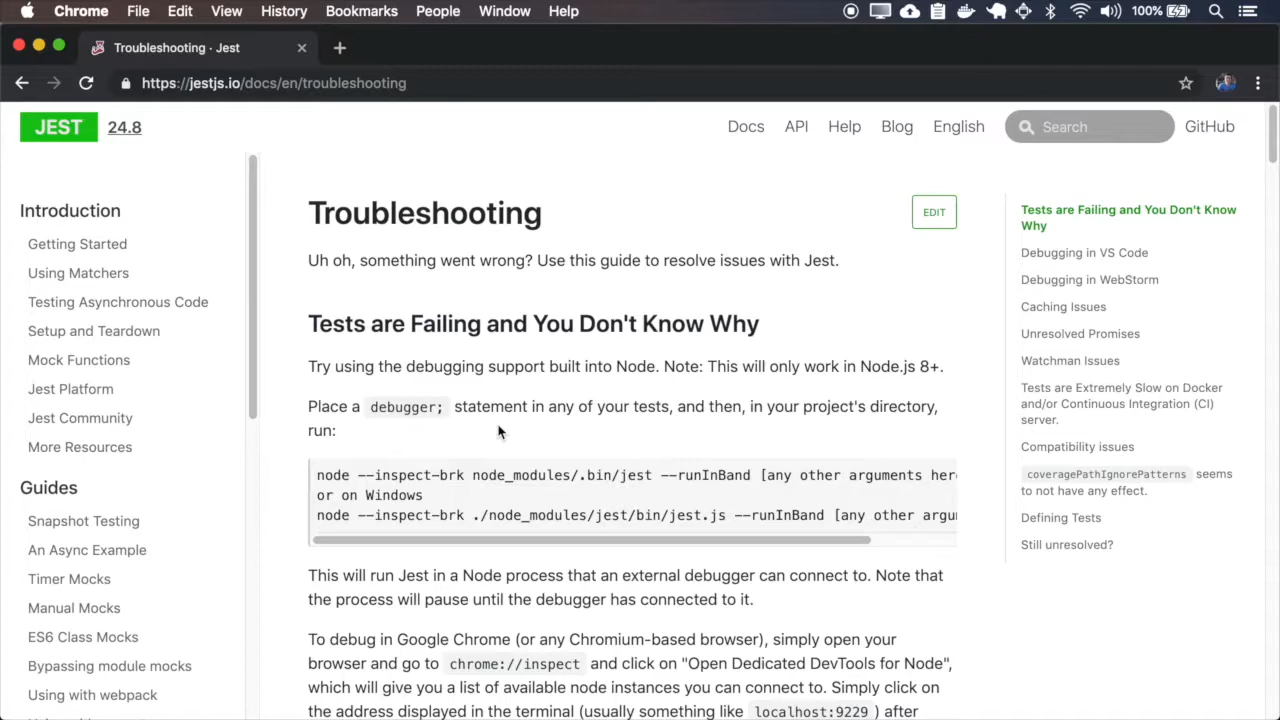 Chrome File Edit View History Bookmarks People Window Help 100%
Troubleshooting · Jest
https://jestjs.io/docs/en/troubleshooting
JEST 24.8 Docs API Help Blog English Search GitHub
Introduction
Getting Started
Using Matchers
Testing Asynchronous Code
Setup and Teardown
Mock Functions
Jest Platform
Jest Community
More Resources
Guides
Snapshot Testing
An Async Example
Timer Mocks
Manual Mocks
ES6 Class Mocks
Bypassing module mocks
Using with webpack
Troubleshooting
EDIT
Uh oh, something went wrong? Use this guide to resolve issues with Jest.
Tests are Failing and You Don't Know Why
Try using the debugging support built into Node. Note: This will only work in Node.js 8+.
Place a debugger; statement in any of your tests, and then, in your project's directory,
run:
node --inspect-brk node_modules/.bin/jest --runInBand [any other arguments here
or on Windows
node --inspect-brk ./node_modules/jest/bin/jest.js --runInBand [any other argum
This will run Jest in a Node process that an external debugger can connect to. Note that
the process will pause until the debugger has connected to it.
To debug in Google Chrome (or any Chromium-based browser), simply open your
browser and go to chrome://inspect and click on "Open Dedicated DevTools for Node",
which will give you a list of available node instances you can connect to. Simply click on
the address displayed in the terminal (usually something like localhost:9229 ) after
Tests are Failing and You Don't Know
Why
Debugging in VS Code
Debugging in WebStorm
Caching Issues
Unresolved Promises
Watchman Issues
Tests are Extremely Slow on Docker
and/or Continuous Integration (CI)
server.
Compatibility issues
coveragePathIgnorePatterns seems
to not have any effect.
Defining Tests
Still unresolved?